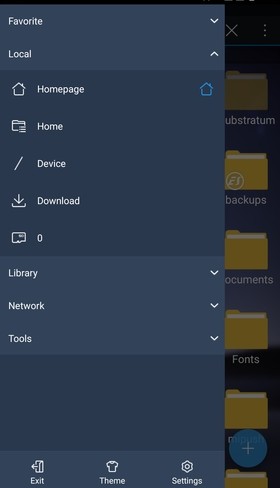 Favorite
Local
Homepage
Home
Device
Download
0
Library
Network
Tools
Exit
Theme
Settings
ubstratum
backups
ocuments
Fonts